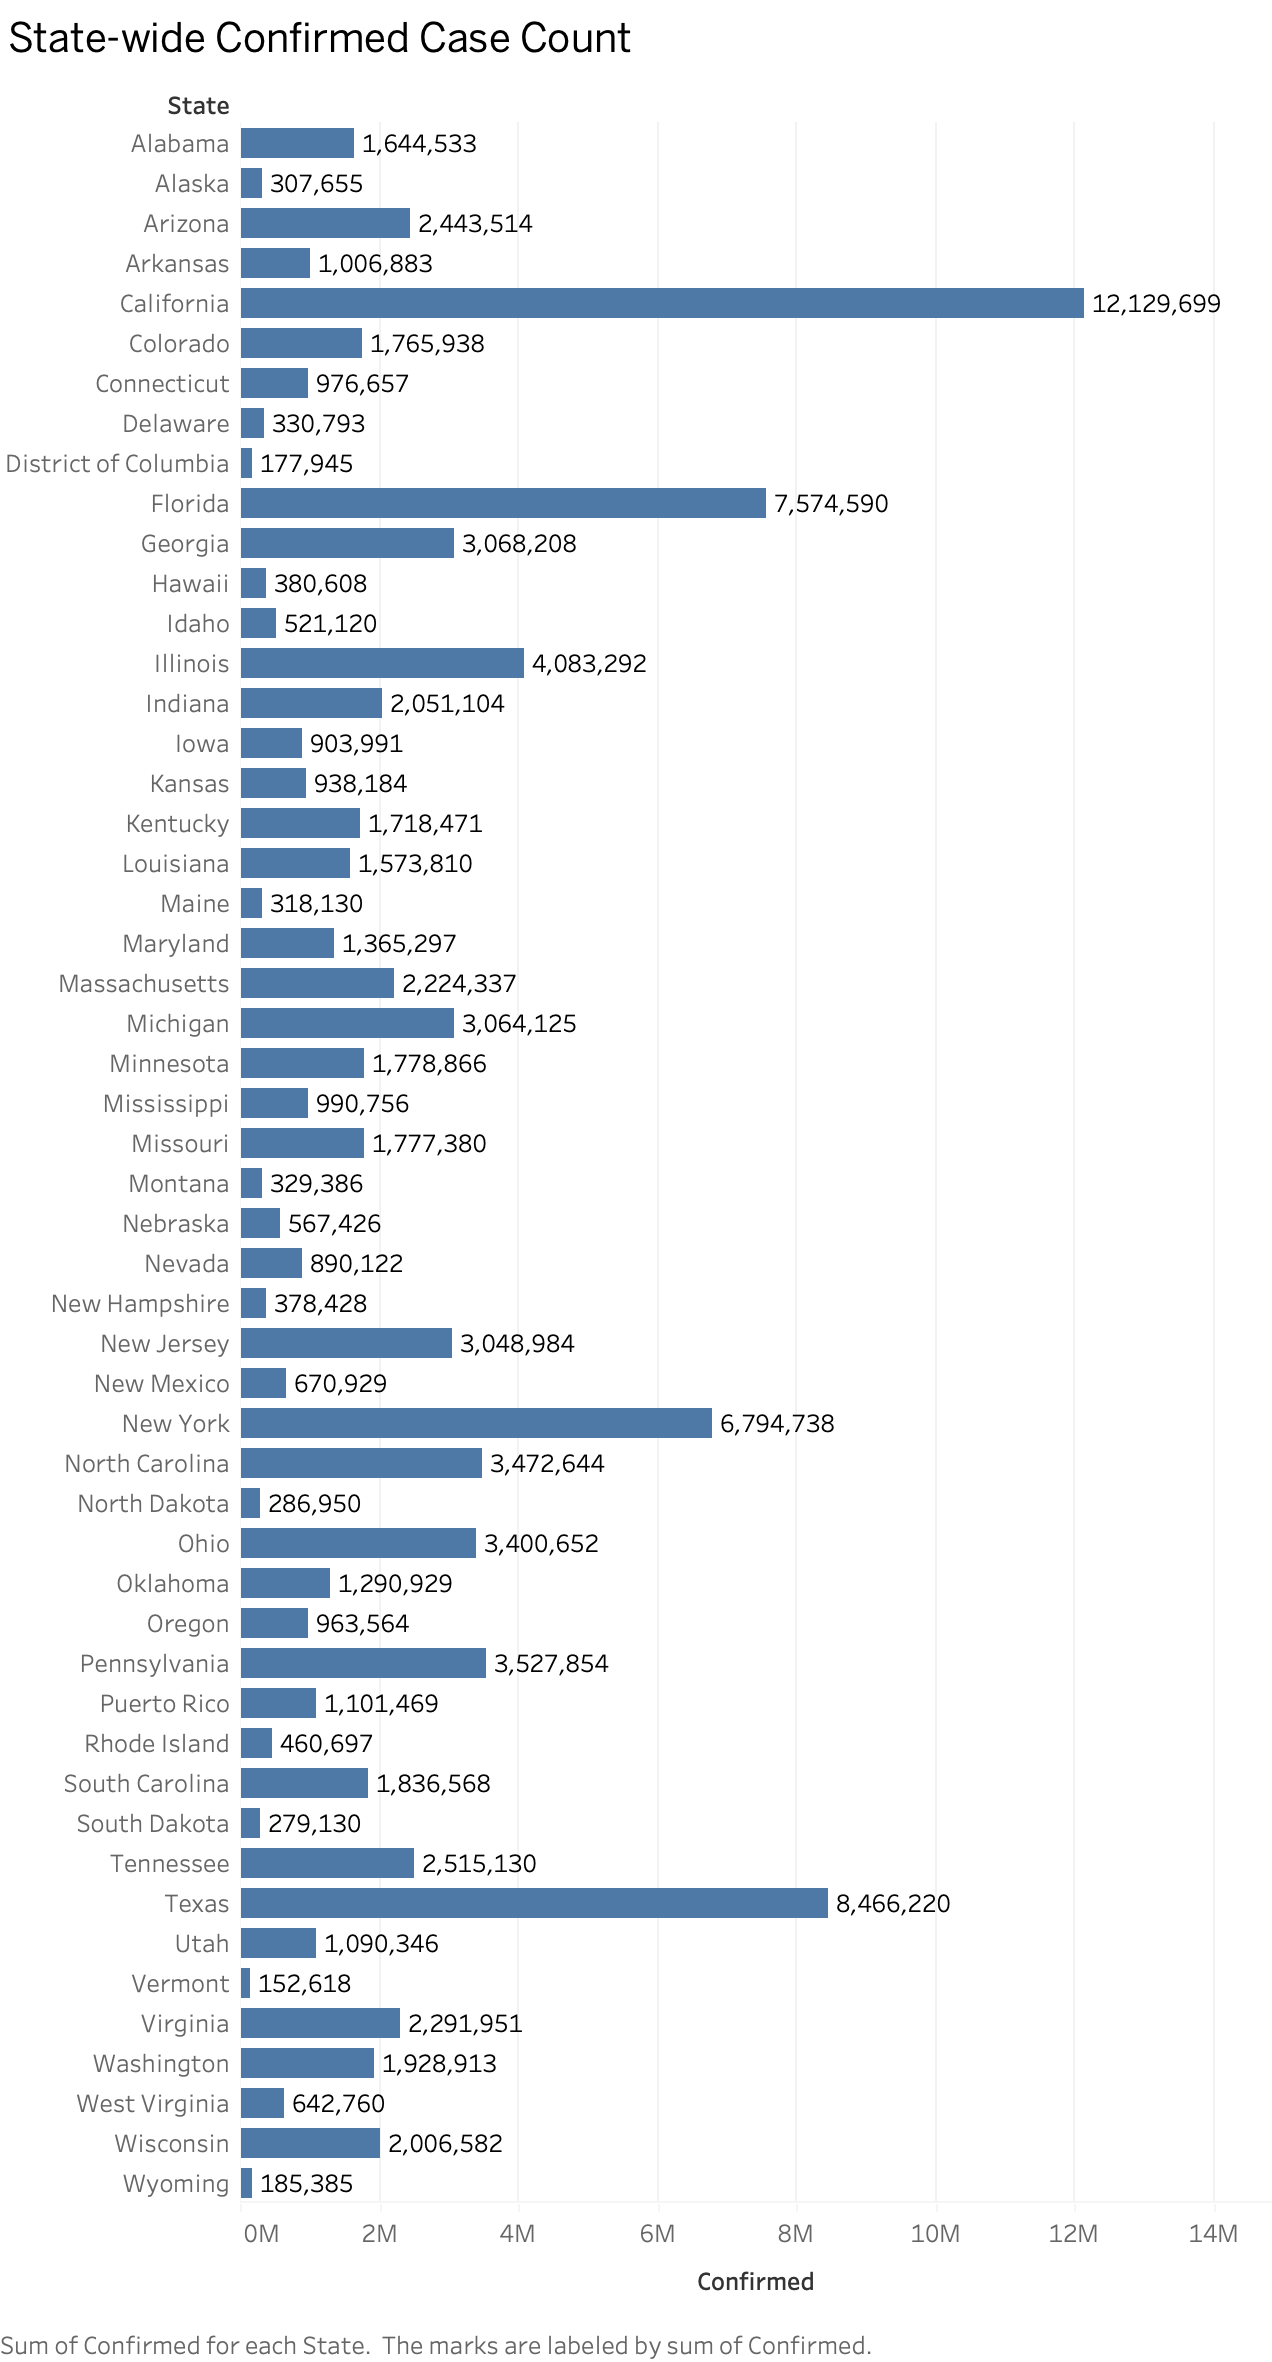 State-wide Confirmed Case Count
State
Alabama 1,644,533
Alaska 307,655
Arizona 2,443,514
Arkansas 1,006,883
California 12,129,699
Colorado 1,765,938
Connecticut 976,657
Delaware 330,793
District of Columbia 177,945
Florida 7,574,590
Georgia 3,068,208
Hawaii 380,608
Idaho 521,120
Illinois 4,083,292
Indiana 2,051,104
Iowa 903,991
Kansas 938,184
Kentucky 1,718,471
Louisiana 1,573,810
Maine 318,130
Maryland 1,365,297
Massachusetts 2,224,337
Michigan 3,064,125
Minnesota 1,778,866
Mississippi 990,756
Missouri 1,777,380
Montana 329,386
Nebraska 567,426
Nevada 890,122
New Hampshire 378,428
New Jersey 3,048,984
New Mexico 670,929
New York 6,794,738
North Carolina 3,472,644
North Dakota 286,950
Ohio 3,400,652
Oklahoma 1,290,929
Oregon 963,564
Pennsylvania 3,527,854
Puerto Rico 1,101,469
Rhode Island 460,697
South Carolina 1,836,568
South Dakota 279,130
Tennessee 2,515,130
Texas 8,466,220
Utah 1,090,346
Vermont 152,618
Virginia 2,291,951
Washington 1,928,913
West Virginia 642,760
Wisconsin 2,006,582
Wyoming 185,385
0M 2M 4M 6M 8M 10M 12M 14M
Confirmed
Sum of Confirmed for each State. The marks are labeled by sum of Confirmed.